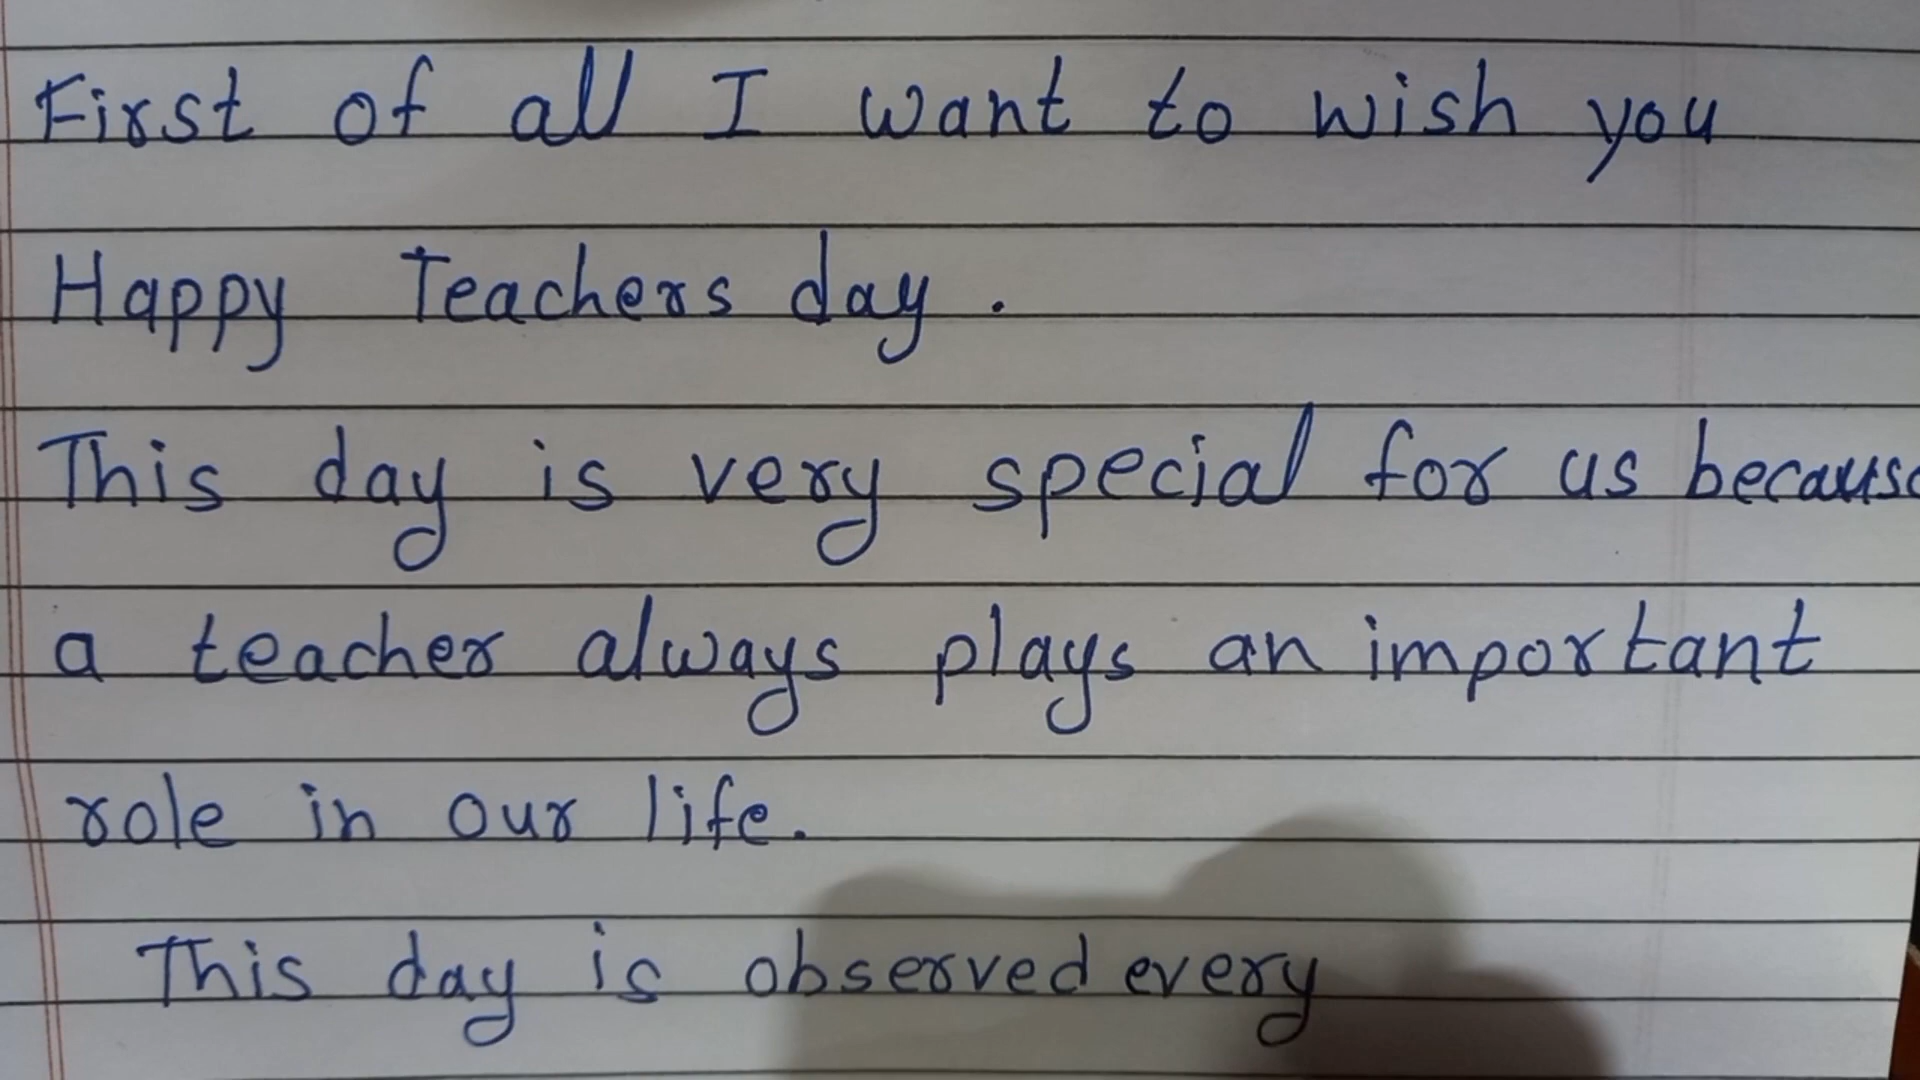 First of all I want to wish you
Happy Teachers day.
This day is very special for us because
a teacher always plays an important
role in our life.
This day is observed every